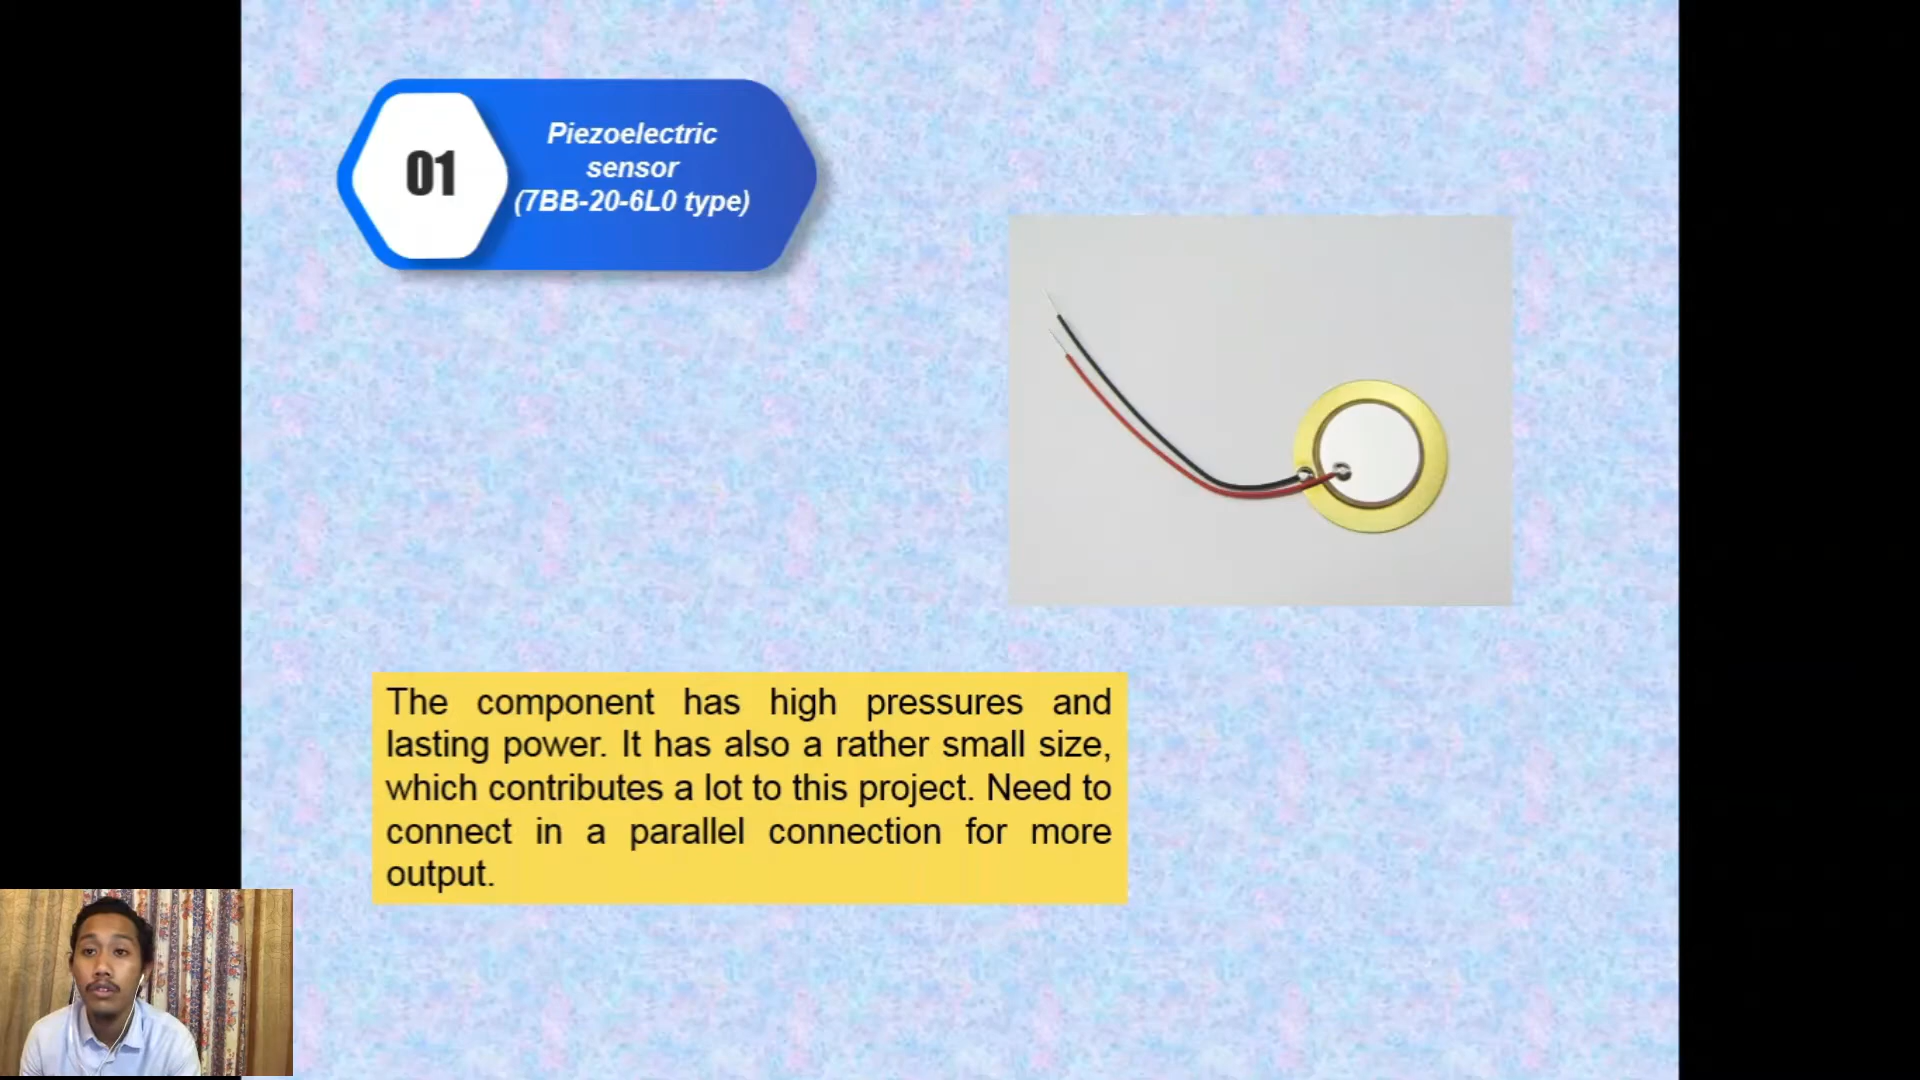 01
Piezoelectric
sensor
(7BB-20-6L0 type)
The component has high pressures and
lasting power. It has also a rather small size,
which contributes a lot to this project. Need to
connect in a parallel connection for more
output.